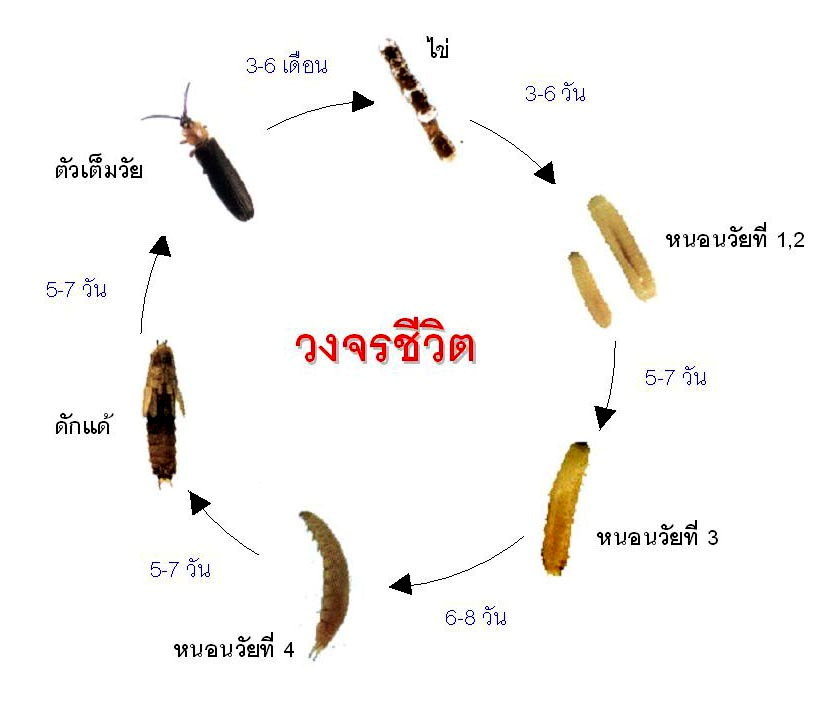 ไข่
3-6 เดือน
3-6 วัน
ตัวเต็มวัย
หนอนวัยที่ 1,2
5-7 วัน
วงจรชีวิต
5-7 วัน
ดักแด้
หนอนวัยที่ 3
5-7 วัน
6-8 วัน
หนอนวัยที่ 4